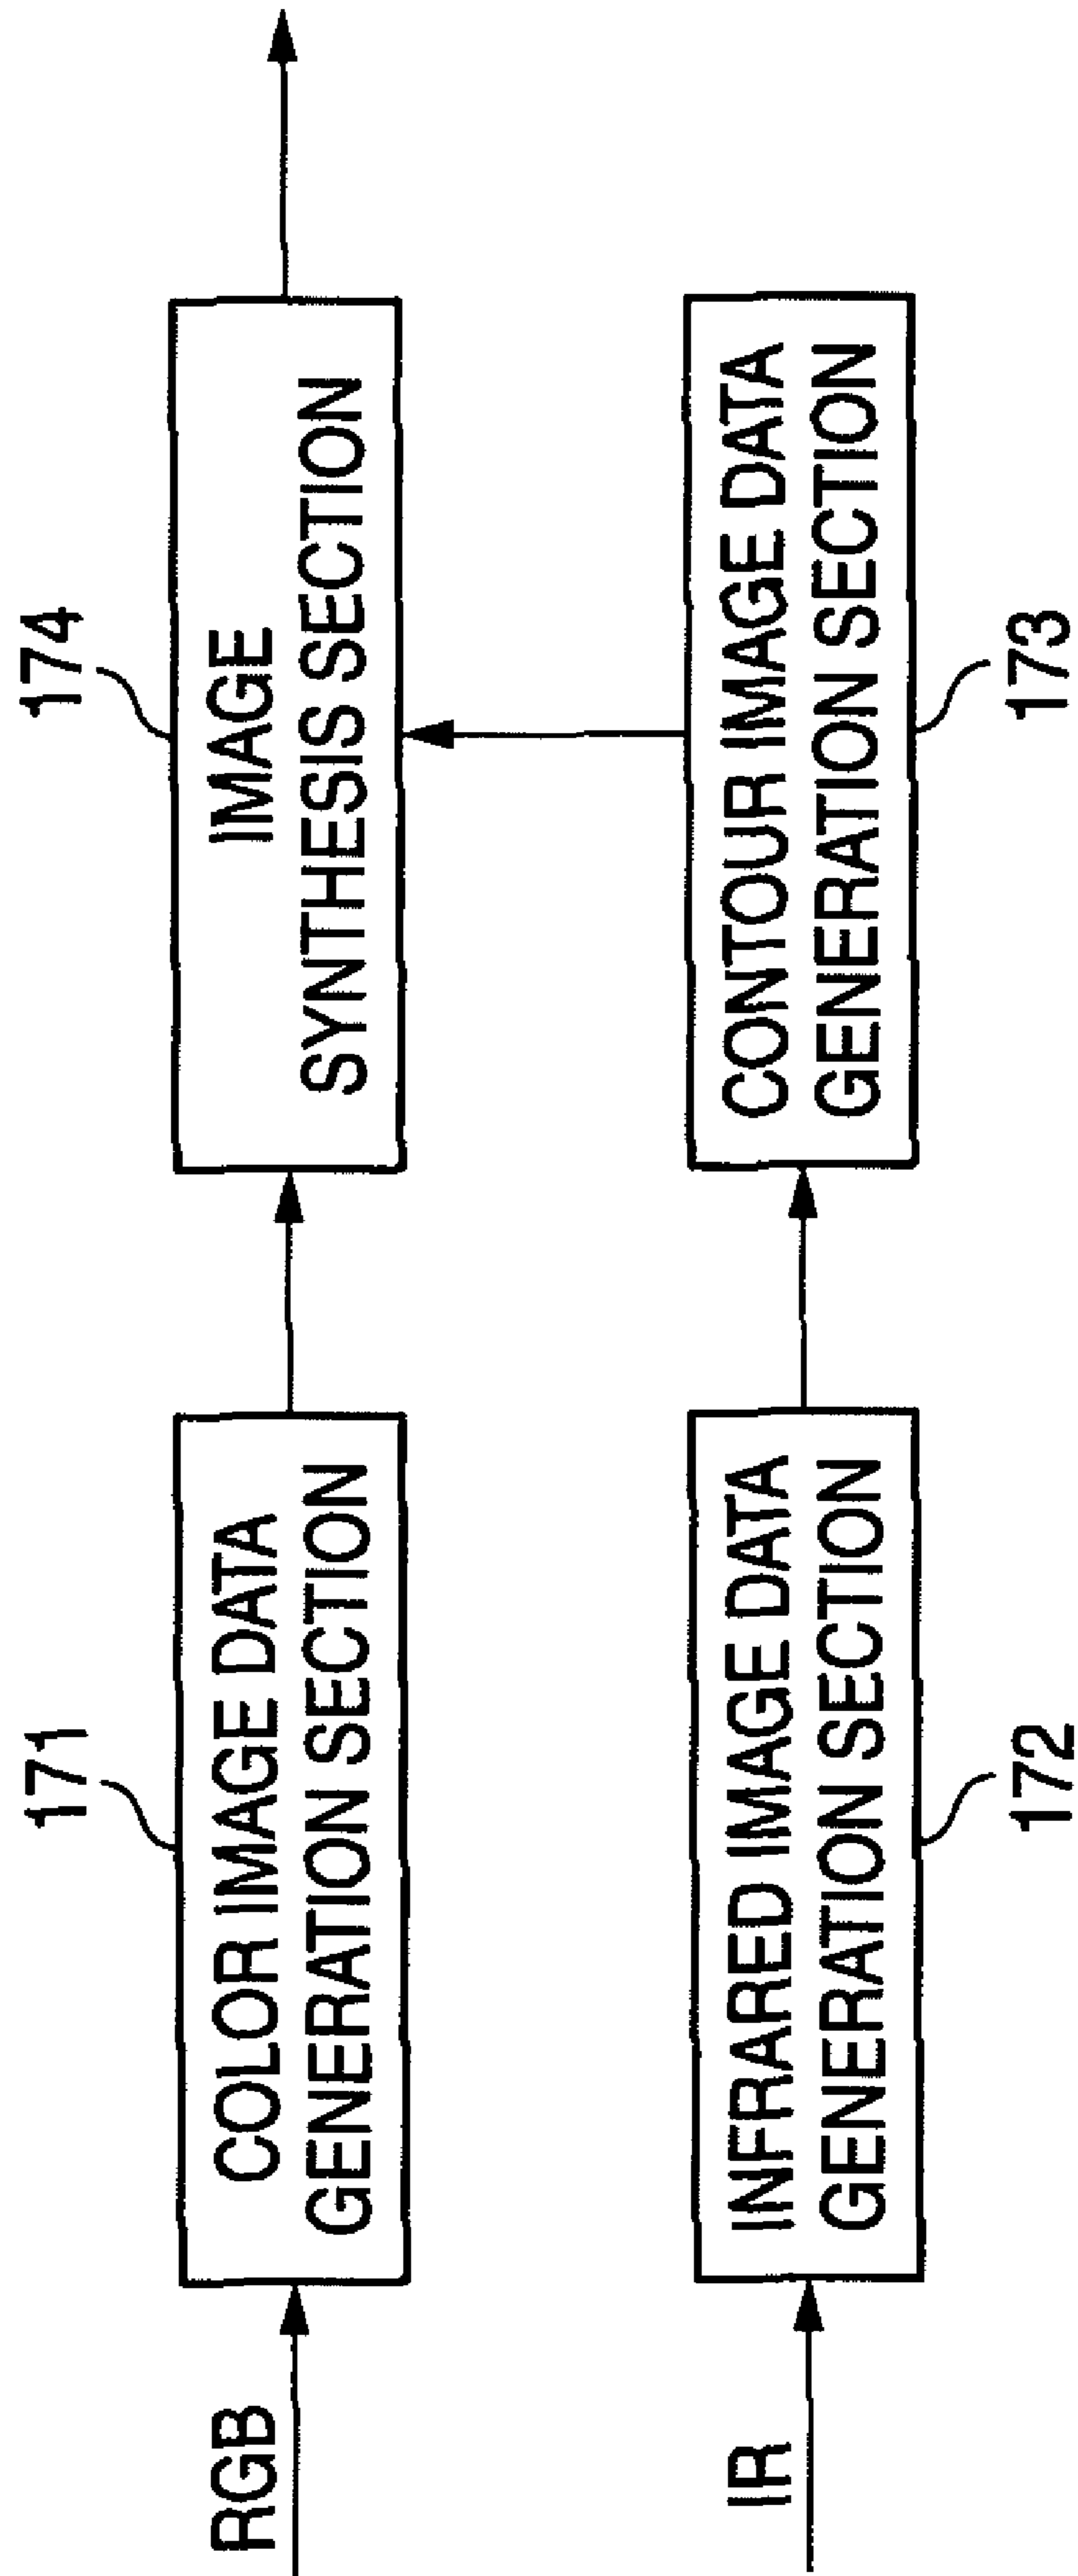 174
IMAGE
SYNTHESIS SECTION
CONTOUR IMAGE DATA
GENERATION SECTION
173
171
COLOR IMAGE DATA
GENERATION SECTION
INFRARED IMAGE DATA
GENERATION SECTION
172
RGB
IR